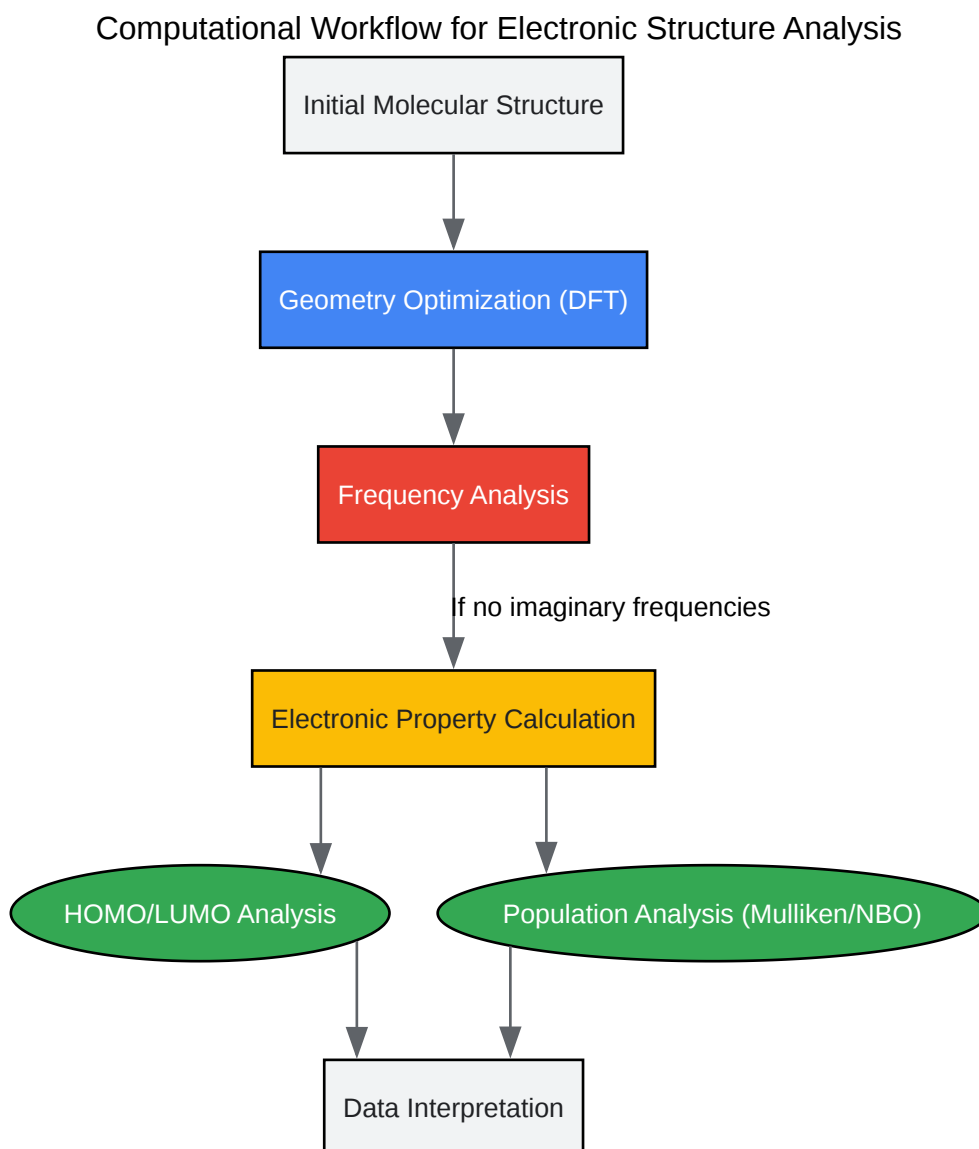 Computational Workflow for Electronic Structure Analysis
Initial Molecular Structure
Geometry Optimization (DFT)
Frequency Analysis
If no imaginary frequencies
Electronic Property Calculation
HOMO/LUMO Analysis
Population Analysis (Mulliken/NBO)
Data Interpretation